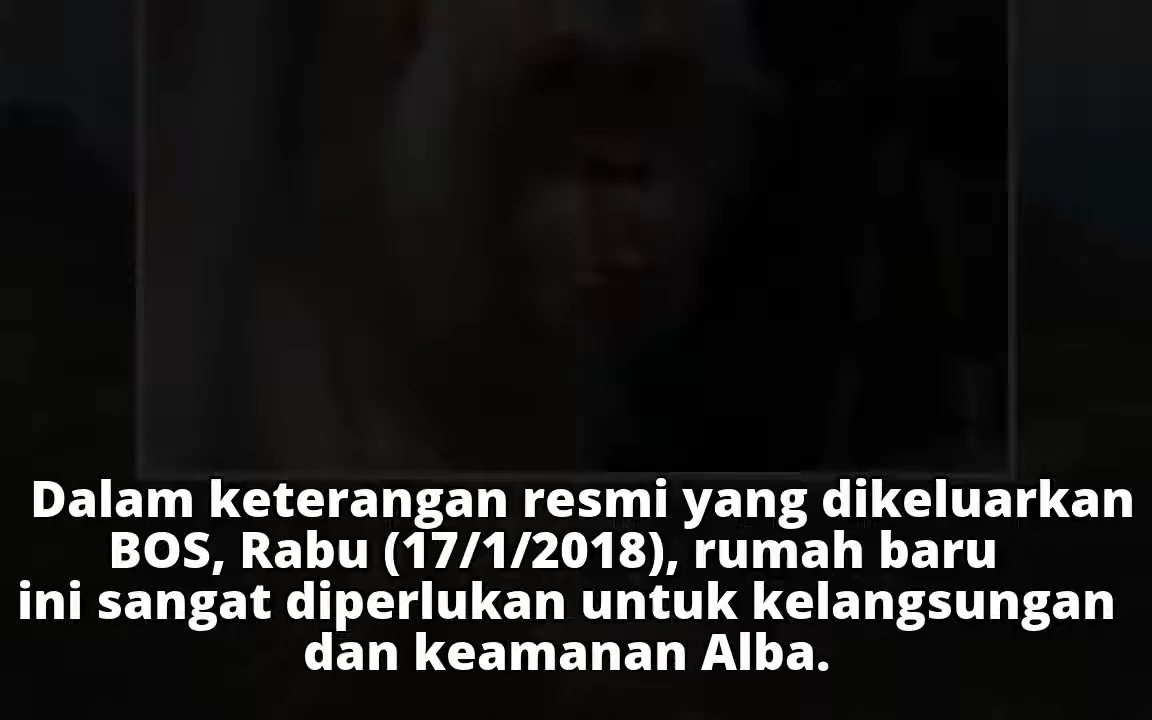 Dalam keterangan resmi yang dikeluarkan
BOS, Rabu (17/1/2018), rumah baru
ini sangat diperlukan untuk kelangsungan
dan keamanan Alba.